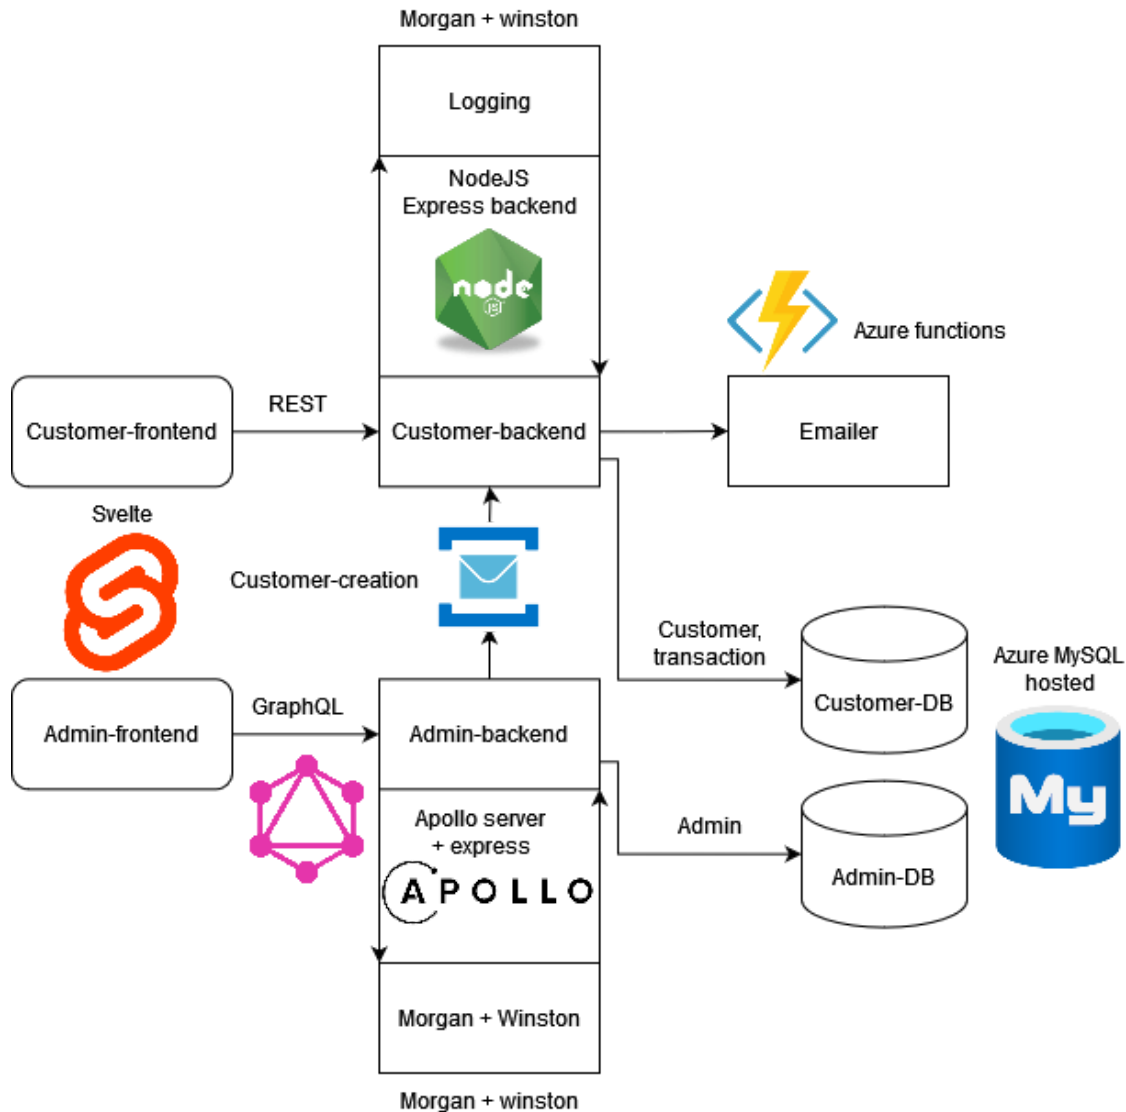 Morgan + winston
Logging
NodeJS
Express backend
node
JS
Azure functions
Customer-frontend
REST
Customer-backend
Emailer
Svelte
Customer-creation
Customer,
transaction
Customer-DB
Azure MySQL
hosted
My
Admin-frontend
GraphQL
Admin-backend
Apollo server
+ express
APOLLO
Admin
Admin-DB
Morgan + Winston
Morgan + winston